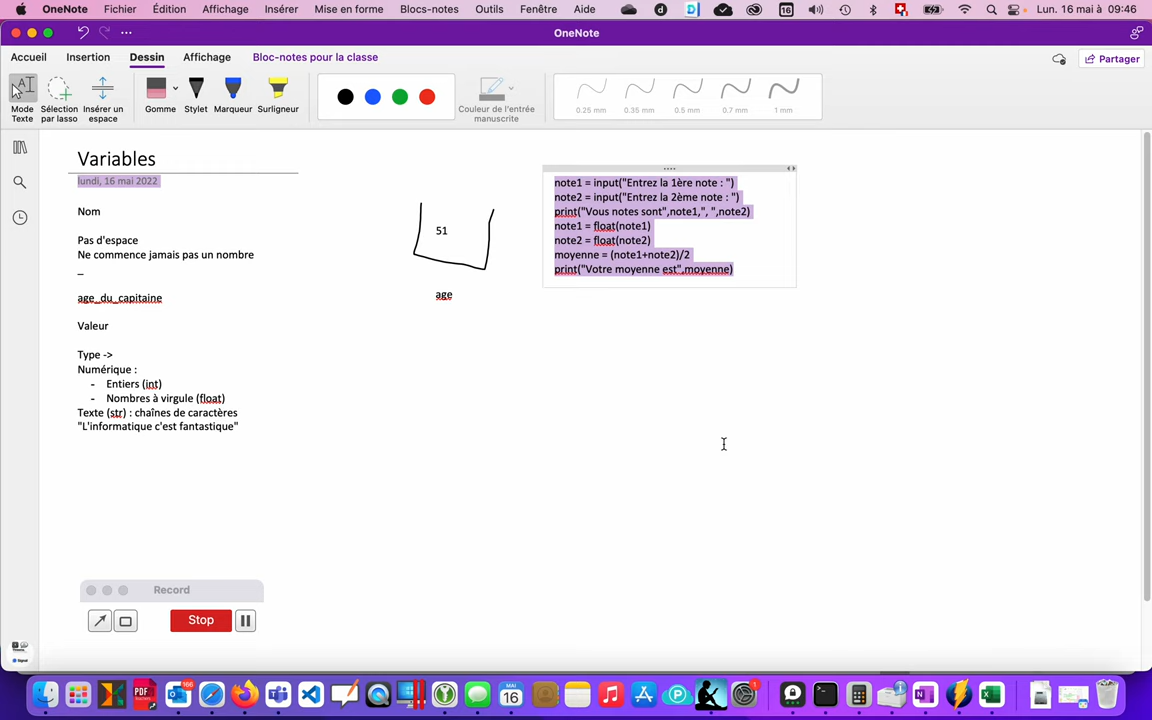 OneNote Fichier Édition Affichage Insérer Mise en forme Blocs-notes Outils Fenêtre Aide 16 Lun. 16 mai à 09:46
OneNote
Accueil Insertion Dessin Affichage Bloc-notes pour la classe Partager
Mode Texte
Sélection par lasso
Insérer un espace
Gomme
Stylet
Marqueur
Surligneur
Couleur de l'entrée manuscrite
0.25 mm 0.35 mm 0.5 mm 0.7 mm 1 mm
Variables
lundi, 16 mai 2022
Nom
Pas d'espace
Ne commence jamais pas un nombre
_
age_du_capitaine
Valeur
Type ->
Numérique :
- Entiers (int)
- Nombres à virgule (float)
Texte (str) : chaînes de caractères
"L'informatique c'est fantastique"
51
age
note1 = input("Entrez la 1ère note : ")
note2 = input("Entrez la 2ème note : ")
print("Vous notes sont",note1,", ",note2)
note1 = float(note1)
note2 = float(note2)
moyenne = (note1+note2)/2
print("Votre moyenne est",moyenne)
Record
Stop
PDF
166
MAI
16
1